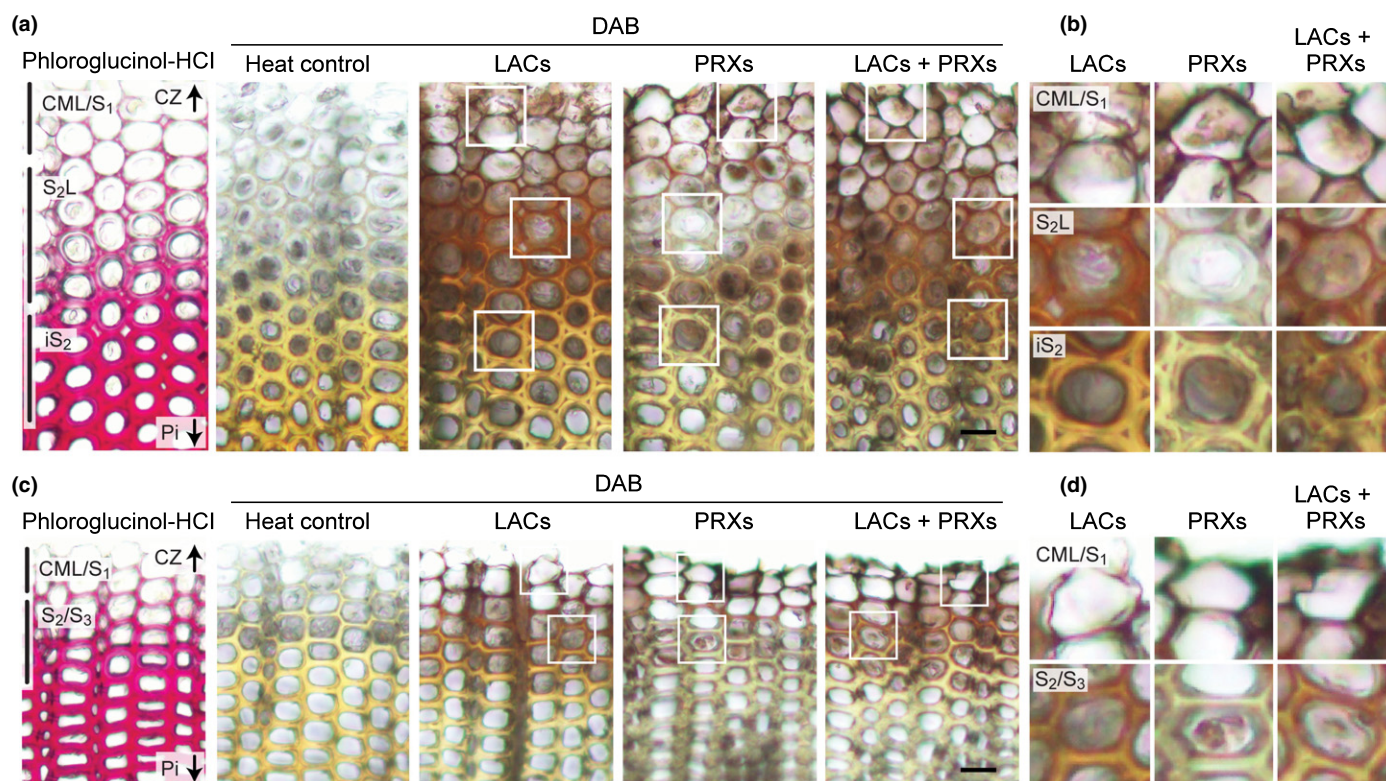 (a)
DAB
Phloroglucinol-HCl
Heat control
LACs
PRXs
LACs + PRXs
CML/S₁
CZ
S₂L
iS₂
Pi
(b)
LACs
PRXs
LACs +
PRXs
CML/S₁
S₂L
iS₂
(c)
DAB
Phloroglucinol-HCl
Heat control
LACs
PRXs
LACs + PRXs
CML/S₁
CZ
S₂/S₃
Pi
(d)
LACs
PRXs
LACs +
PRXs
CML/S₁
S₂/S₃